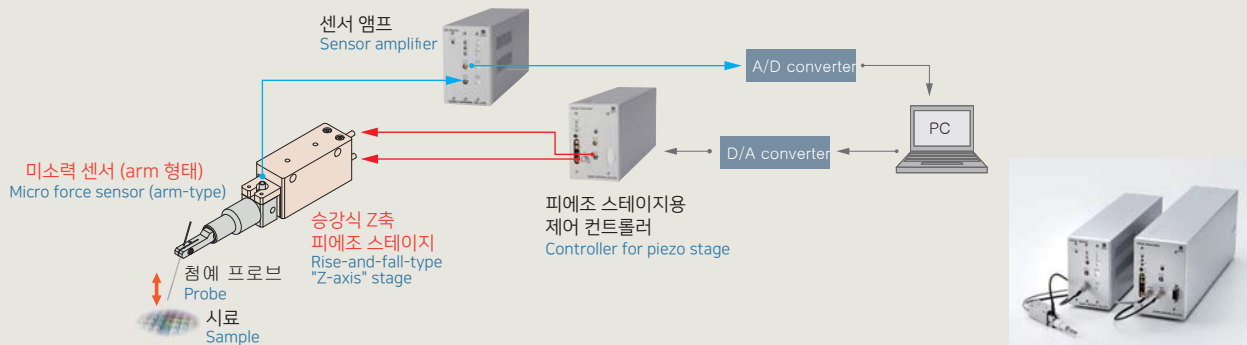 센서 앰프
Sensor amplifier
A/D converter
PC
D/A converter
미소력 센서 (arm 형태)
Micro force sensor (arm-type)
승강식 Z축
피에조 스테이지
Rise-and-fall-type
"Z-axis" stage
피에조 스테이지용
제어 컨트롤러
Controller for piezo stage
첨예 프로브
Probe
시료
Sample